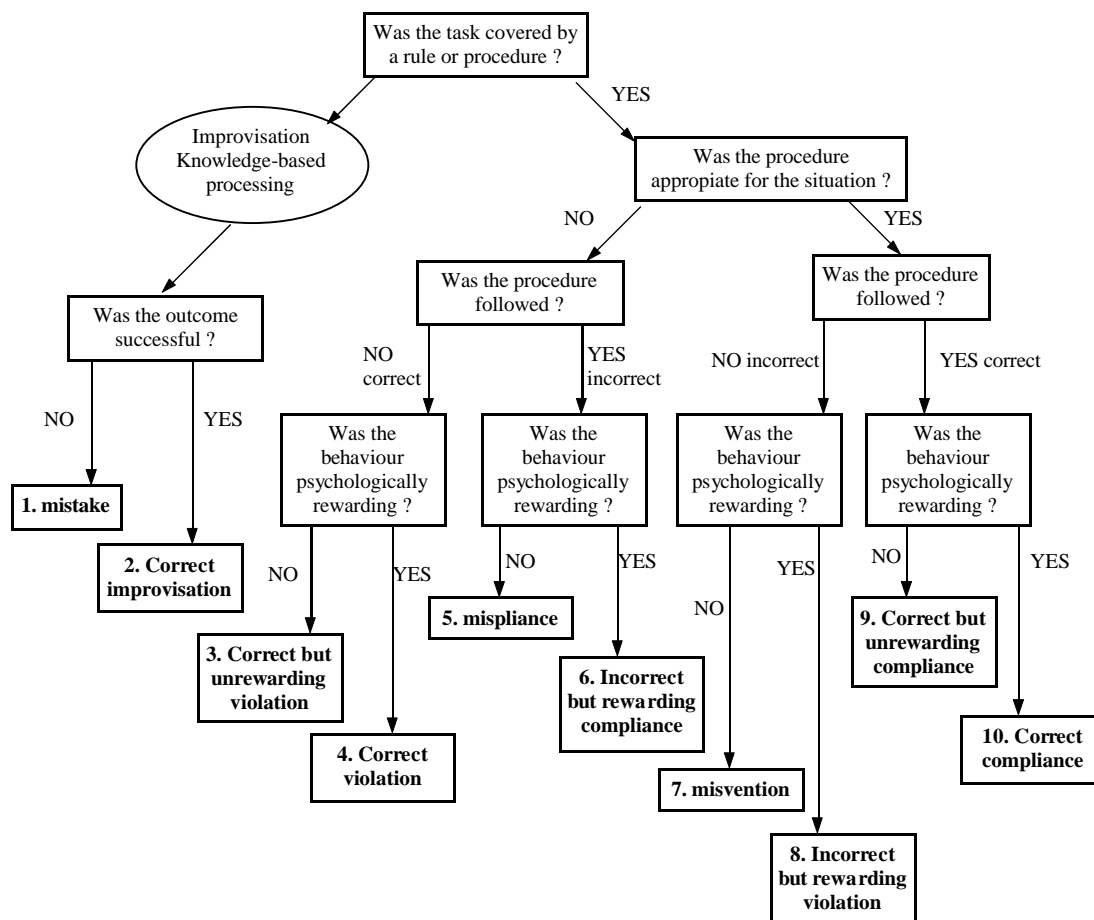 Was the task covered by
a rule or procedure ?
YES
Improvisation
Knowledge-based
processing
Was the procedure
appropiate for the situation ?
NO
YES
Was the procedure
followed ?
Was the procedure
followed ?
Was the outcome
successful ?
NO
correct
YES
incorrect
NO incorrect
YES correct
NO
YES
Was the
behaviour
psychologically
rewarding ?
Was the
behaviour
psychologically
rewarding ?
Was the
behaviour
psychologically
rewarding ?
Was the
behaviour
psychologically
rewarding ?
1. mistake
2. Correct
improvisation
NO
YES
NO
YES
NO
YES
NO
YES
3. Correct but
unrewarding
violation
4. Correct
violation
5. mispliance
6. Incorrect
but rewarding
compliance
7. misvention
8. Incorrect
but rewarding
violation
9. Correct but
unrewarding
compliance
10. Correct
compliance